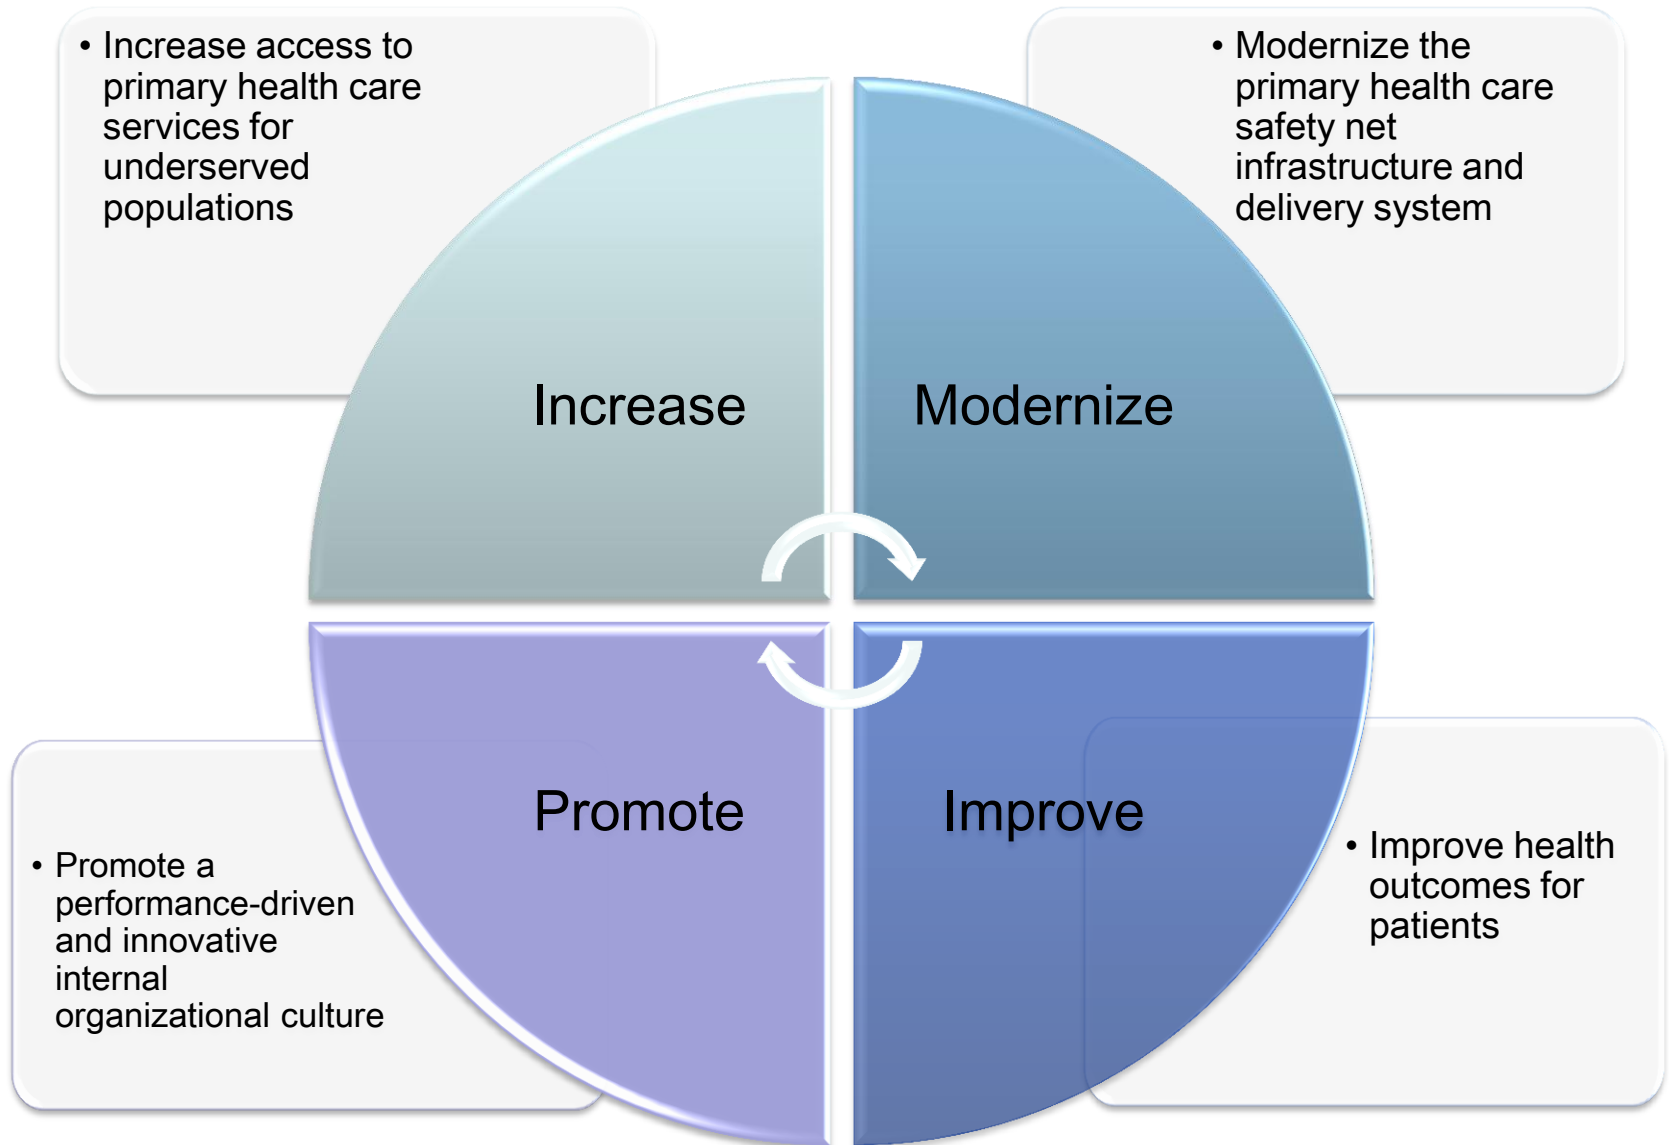 • Increase access to
primary health care
services for
underserved
populations
• Modernize the
primary health care
safety net
infrastructure and
delivery system
Increase
Modernize
Promote
Improve
• Promote a
performance-driven
and innovative
internal
organizational culture
• Improve health
outcomes for
patients